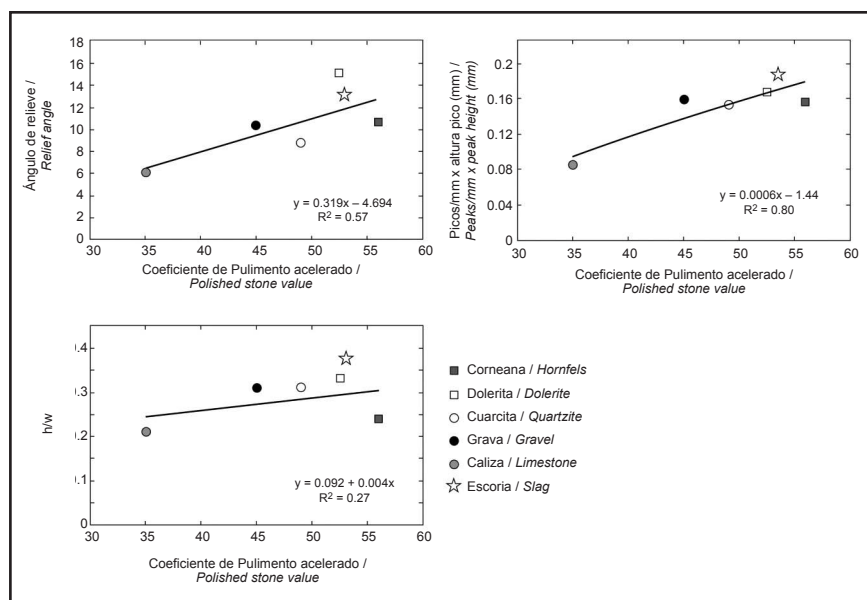 Ángulo de relieve /
Relief angle
18
16
14
12
10
8
6
4
2
0
y = 0.319x – 4.694
R² = 0.57
30
35
40
45
50
55
60
Coeficiente de Pulimento acelerado /
Polished stone value
Picos/mm x altura pico (mm) /
Peaks/mm x peak height (mm)
0.2
0.16
0.12
0.08
0.04
y = 0.0006x – 1.44
R² = 0.80
30
35
40
45
50
55
60
Coeficiente de Pulimento acelerado /
Polished stone value
h/w
0.4
0.3
0.2
0.1
0
y = 0.092 + 0.004x
R² = 0.27
30
35
40
45
50
55
60
Coeficiente de Pulimento acelerado /
Polished stone value
Corneana / Hornfels
Dolerita / Dolerite
Cuarcita / Quartzite
Grava / Gravel
Caliza / Limestone
Escoria / Slag